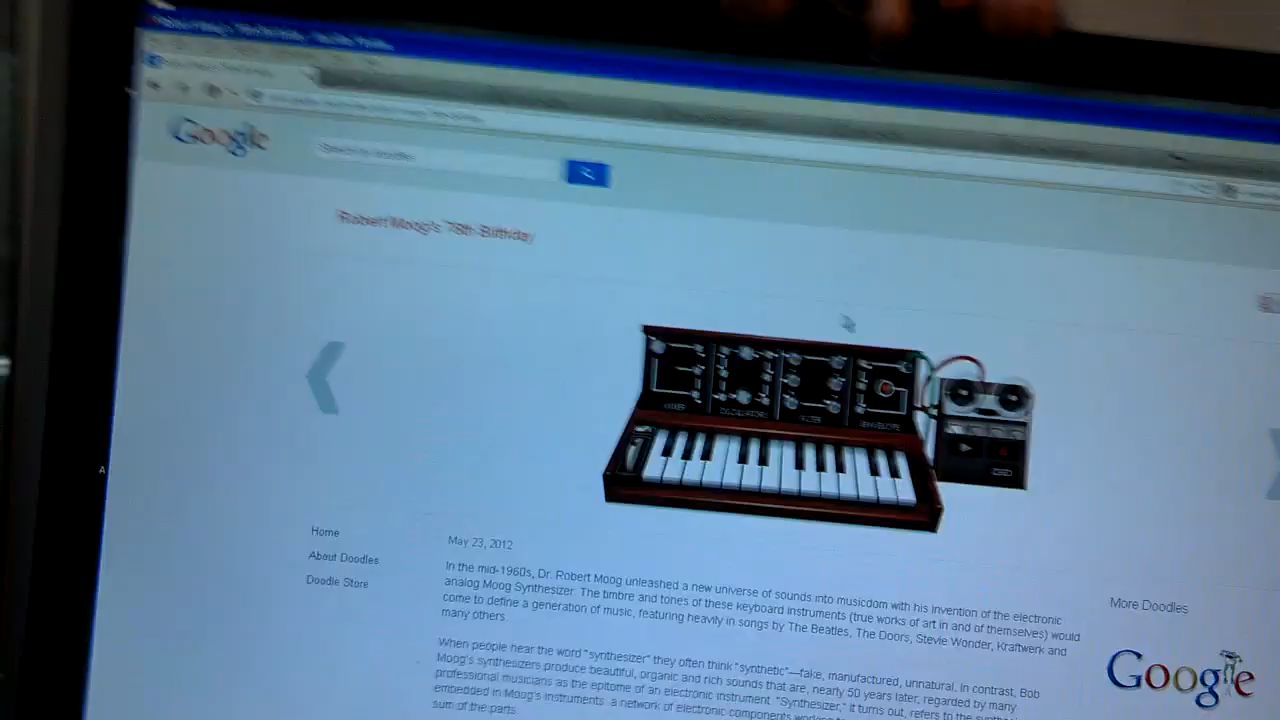 Google
Robert Moog's 78th Birthday
MIXER OSCILLATORS FILTER ENVELOPE
Home
About Doodles
Doodle Store
May 23, 2012
In the mid-1960s, Dr. Robert Moog unleashed a new universe of sounds into musicdom with his invention of the electronic
analog Moog Synthesizer. The timbre and tones of these keyboard instruments (true works of art in and of themselves) would
come to define a generation of music, featuring heavily in songs by The Beatles, The Doors, Stevie Wonder, Kraftwerk and
many others.
When people hear the word "synthesizer" they often think "synthetic"—fake, manufactured, unnatural. In contrast, Bob
Moog's synthesizers produce beautiful, organic and rich sounds that are, nearly 50 years later, regarded by many
professional musicians as the epitome of an electronic instrument. "Synthesizer," it turns out, refers to the
embedded in Moog's instruments: a network of electronic components
sum of the parts.
More Doodles
Google
A